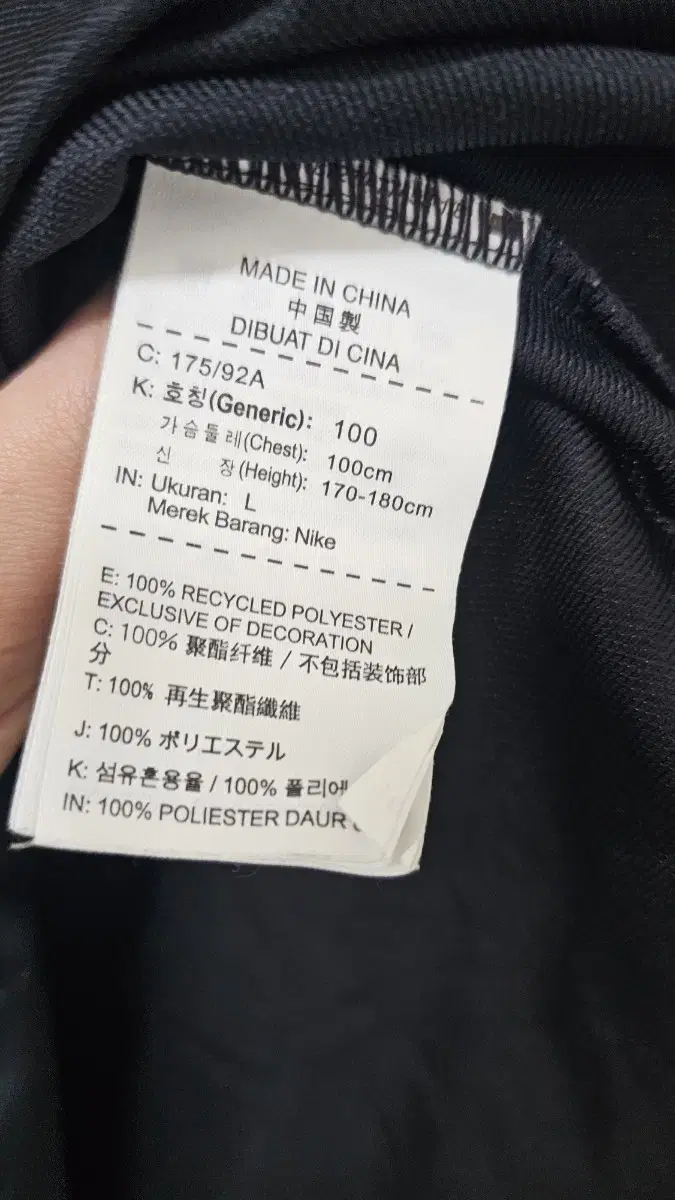 MADE IN CHINA
中国製
DIBUAT DI CINA
C: 175/92A
K: 호칭(Generic): 100
가슴둘레(Chest): 100cm
신 장(Height): 170-180cm
IN: Ukuran: L
Merek Barang: Nike
E: 100% RECYCLED POLYESTER /
EXCLUSIVE OF DECORATION
C: 100% 聚酯纤维 / 不包括装饰部
分
T: 100% 再生聚酯纖維
J: 100% ポリエステル
K: 섬유혼용율 / 100% 폴리에
IN: 100% POLIESTER DAUR